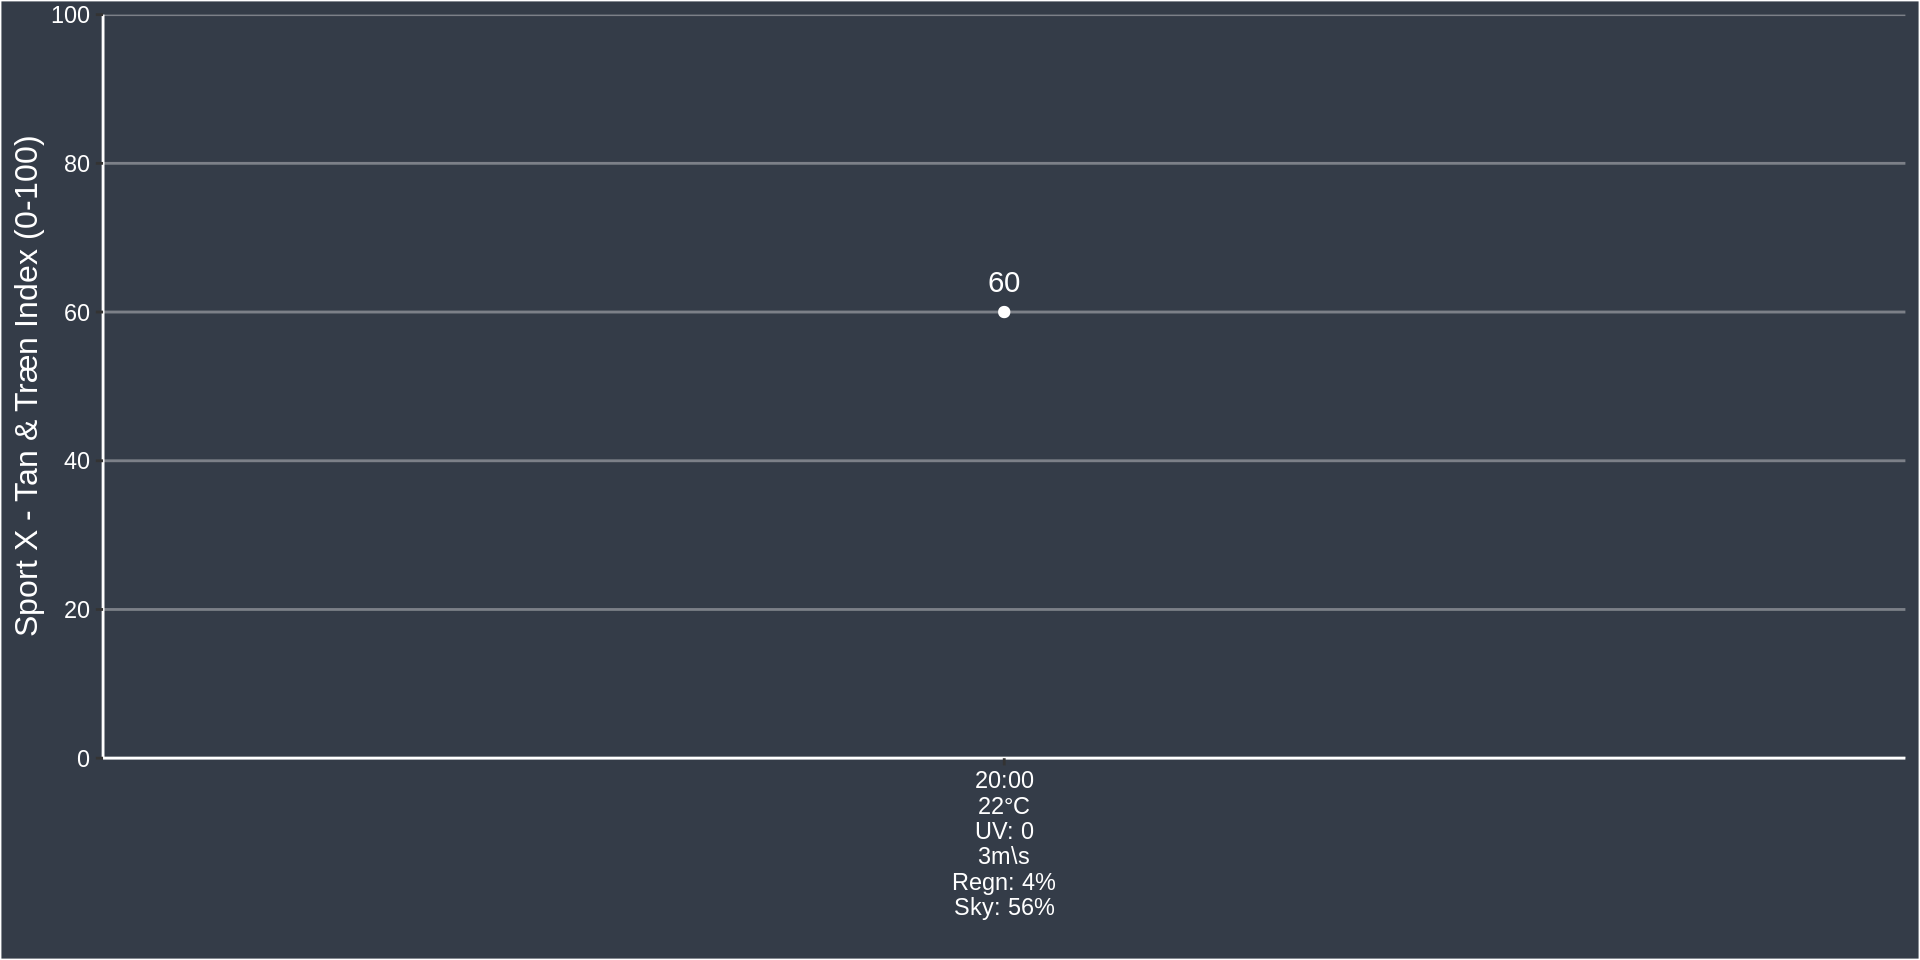 Sport X - Tan & Træn Index (0-100)
100
80
60
40
20
0
60
20:00
22°C
UV: 0
3m\s
Regn: 4%
Sky: 56%